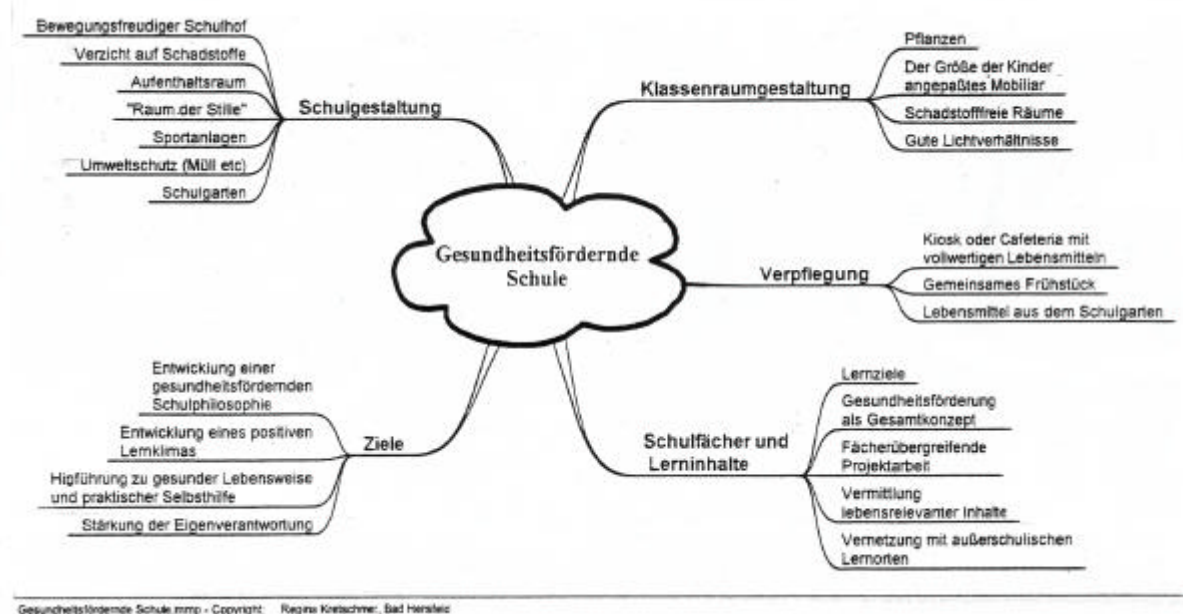 Bewegungsfreudiger Schulhof
Verzicht auf Schadstoffe
Aufenthaltsraum
"Raum der Stille"
Sportanlagen
Umweltschutz (Müll etc)
Schulgarten
Schulgestaltung
Klassenraumgestaltung
Pflanzen
Der Größe der Kinder
angepaßtes Mobiliar
Schadstofffreie Räume
Gute Lichtverhältnisse
Gesundheitsfördernde
Schule
Verpflegung
Kiosk oder Cafeteria mit
vollwertigen Lebensmitteln
Gemeinsames Frühstück
Lebensmittel aus dem Schulgarten
Entwicklung einer
gesundheitsfördernden
Schulphilosophie
Entwicklung eines positiven
Lernklimas
Higführung zu gesunder Lebensweise
und praktischer Selbsthilfe
Stärkung der Eigenverantwortung
Ziele
Schulfächer und
Lerninhalte
Lernziele
Gesundheitsförderung
als Gesamtkonzept
Fächerübergreifende
Projektarbeit
Vermittlung
lebensrelevanter Inhalte
Vernetzung mit außerschulischen
Lernorten
Gesundheitsfördernde Schule.mmp - Copyright Regina Kretschmer, Bad Hersfeld